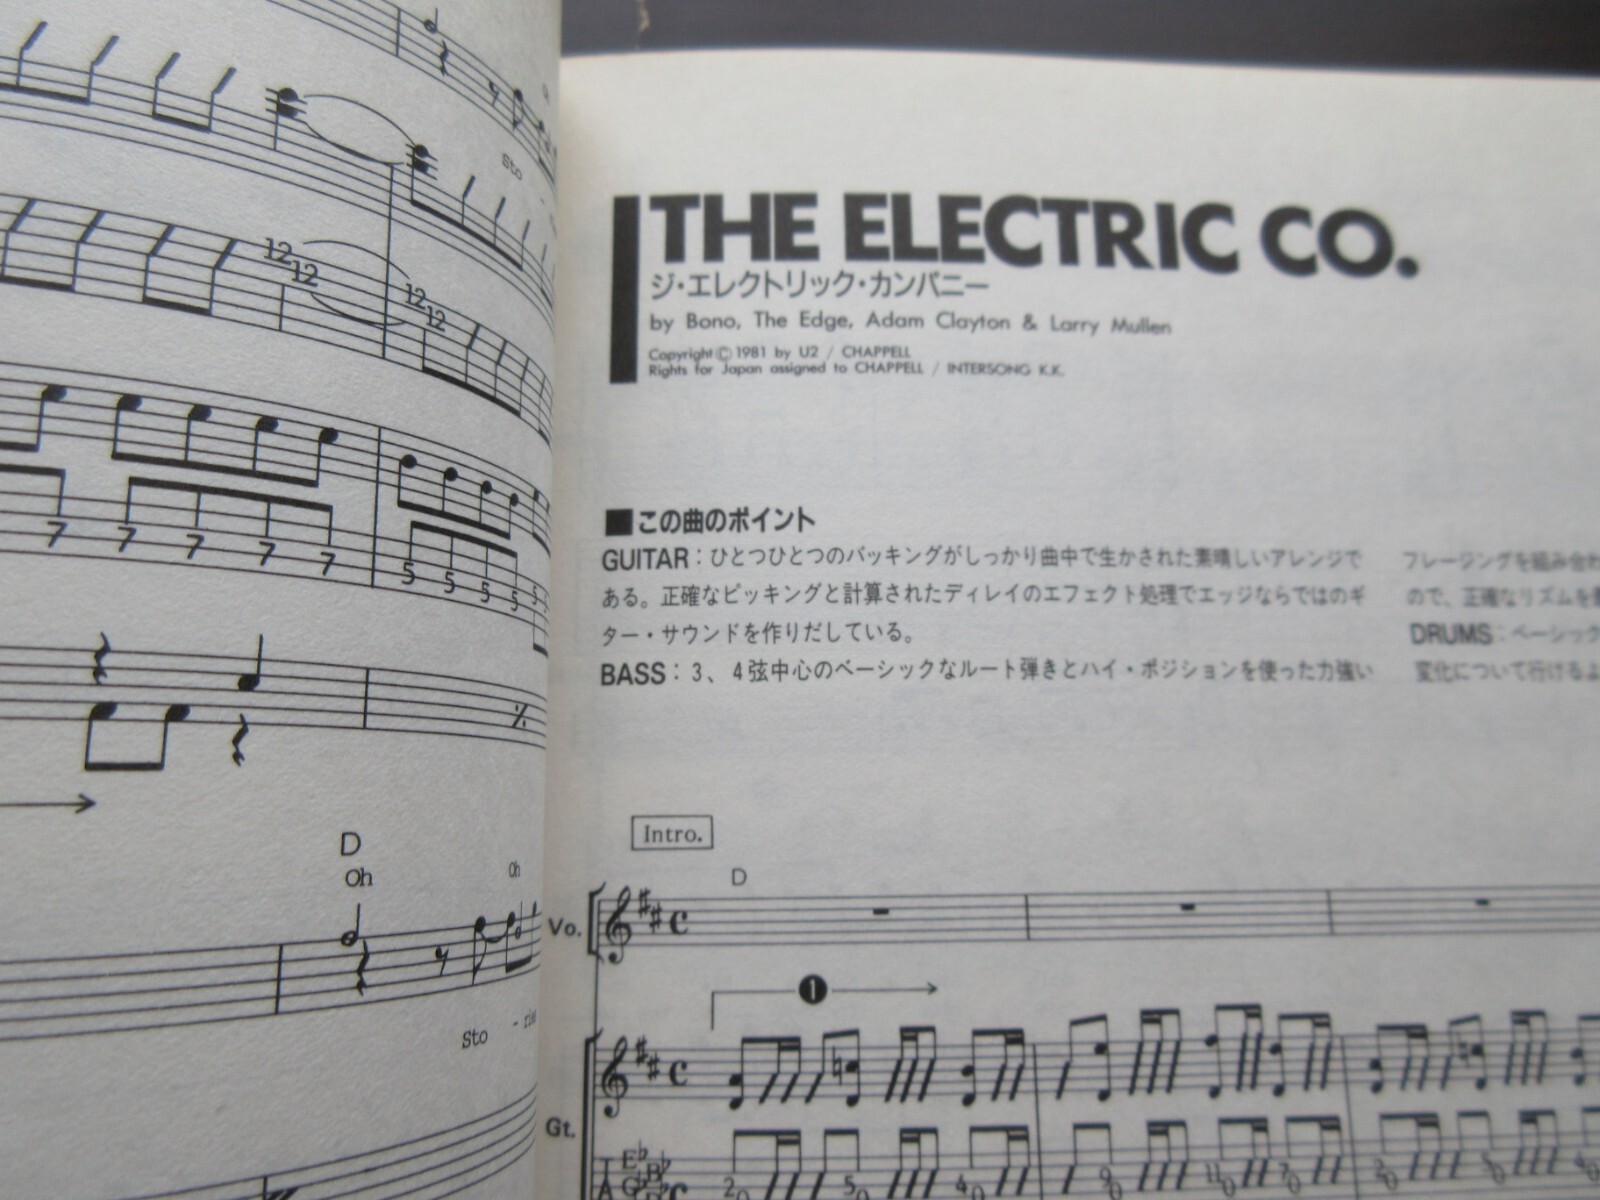 Sto
12
12
12
12
7 7 7 7 7
5 5 5 5 5
D
Oh
Oh
Sto
THE ELECTRIC CO.
ジ・エレクトリック・カンパニー
by Bono, The Edge, Adam Clayton & Larry Mullen
Copyright © 1981 by U2 / CHAPPELL
Rights for Japan assigned to CHAPPELL / INTERSONG K.K.
■この曲のポイント
GUITAR：ひとつひとつのバッキングがしっかり曲中で生かされた素晴しいアレンジで
ある。正確なピッキングと計算されたディレイのエフェクト処理でエッジならではのギ
ター・サウンドを作りだしている。
BASS：3、4弦中心のベーシックなルート弾きとハイ・ポジションを使った力強い
フレージングを組み合わ
ので、正確なリズムを
DRUMS：ベーシック
変化について行けるよ
Intro.
D
Vo.
1
Gt.